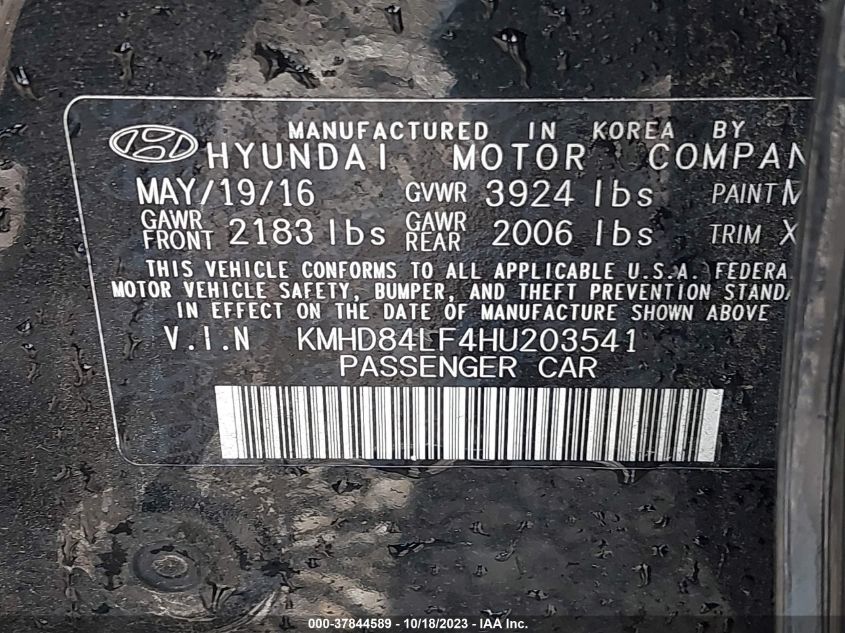 MANUFACTURED IN KOREA BY
HYUNDAI MOTOR COMPAN
MAY/19/16 GVWR 3924 lbs PAINT M
GAWR FRONT 2183 lbs GAWR REAR 2006 lbs TRIM X
THIS VEHICLE CONFORMS TO ALL APPLICABLE U.S.A. FEDERA
MOTOR VEHICLE SAFETY, BUMPER, AND THEFT PREVENTION STANDA
IN EFFECT ON THE DATE OF MANUFACTURE SHOWN ABOVE
V.I.N KMHD84LF4HU203541
PASSENGER CAR
000-37844589 - 10/18/2023 - © IAA, Inc.